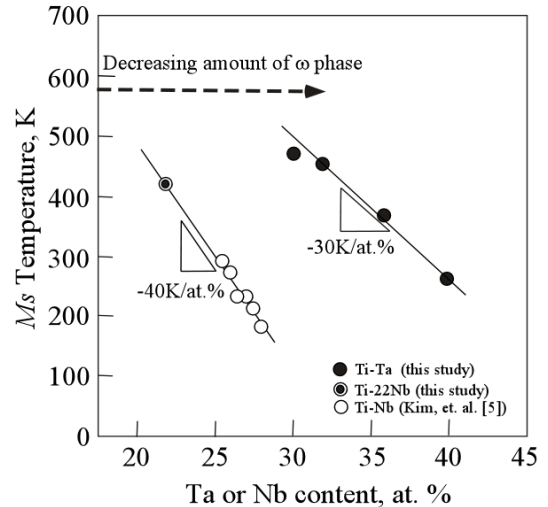 700
600
500
400
300
200
100
0
Ms Temperature, K
Decreasing amount of ω phase
-40K/at.%
-30K/at.%
Ti-Ta (this study)
Ti-22Nb (this study)
Ti-Nb (Kim, et. al. [5])
20 25 30 35 40 45
Ta or Nb content, at. %